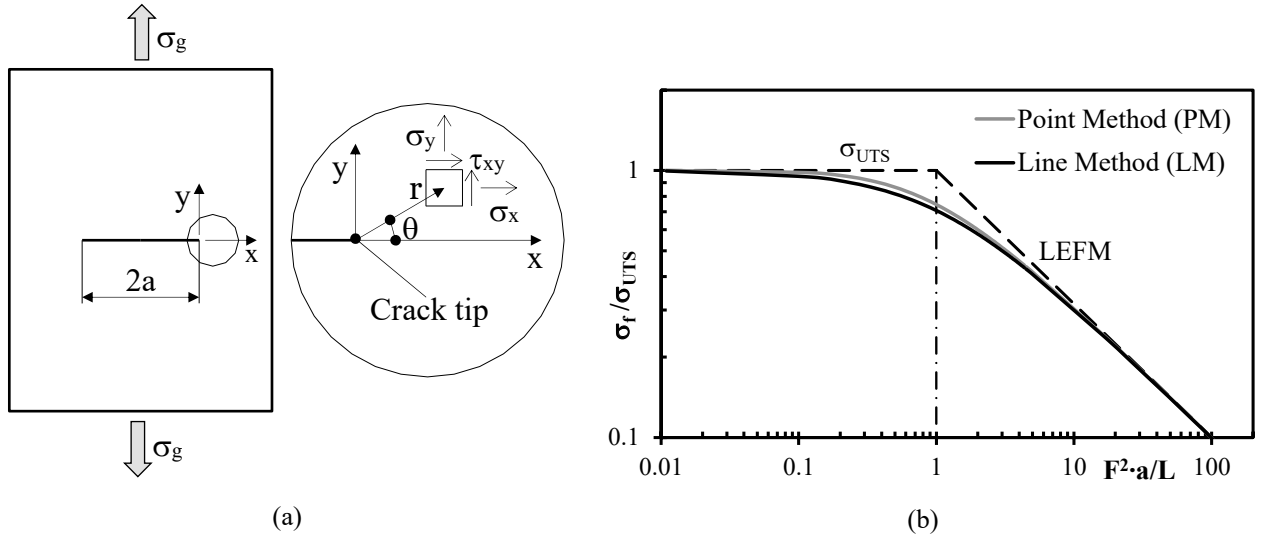 σg
y
x
2a
σg
σy
τxy
y
r
σx
θ
x
Crack tip
(a)
Point Method (PM)
Line Method (LM)
σUTS
LEFM
σf/σUTS
1
0.1
0.01
0.1
1
10
F²·a/L
100
(b)